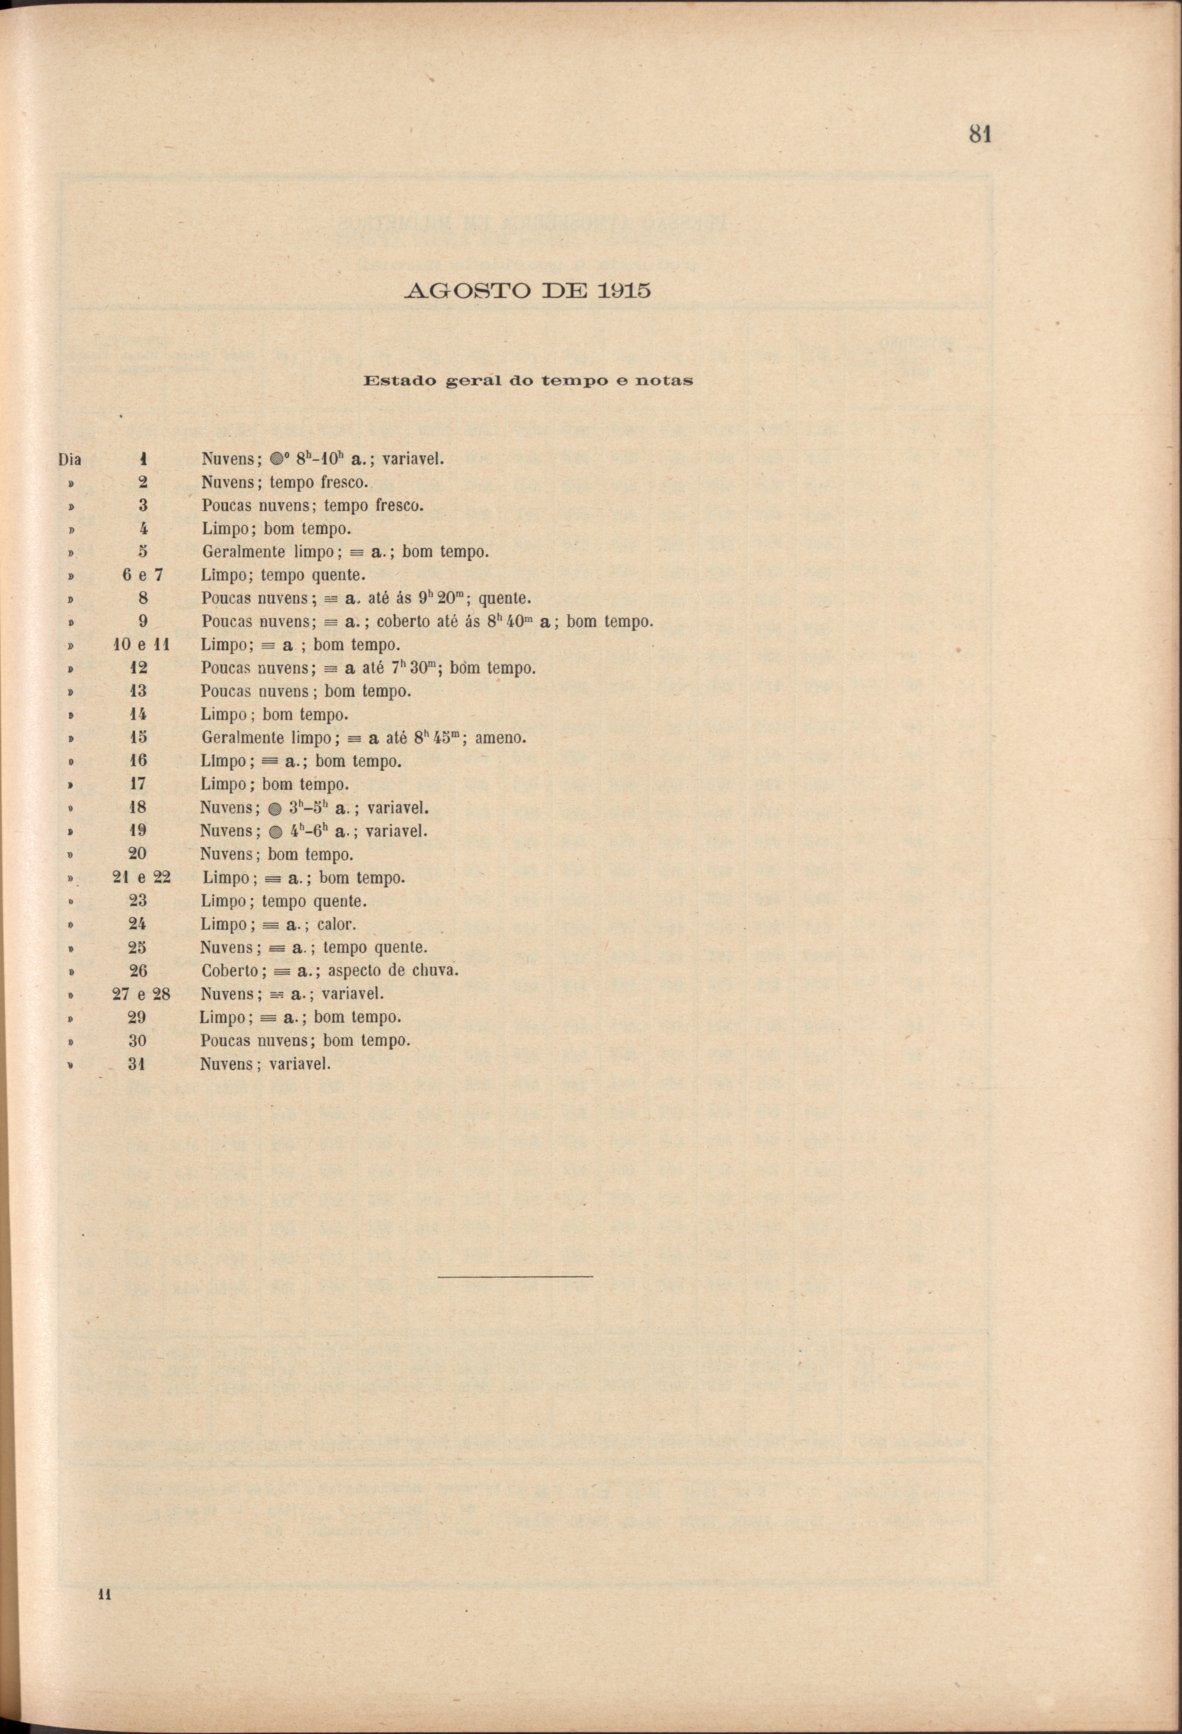 81
AGOSTO DE 1915
Estado geral do tempo e notas
Dia 1 Nuvens; ●⁰ 8ʰ–10ʰ a.; variavel.
» 2 Nuvens; tempo fresco.
» 3 Poucas nuvens; tempo fresco.
» 4 Limpo; bom tempo.
» 5 Geralmente limpo; ≡ a.; bom tempo.
» 6 e 7 Limpo; tempo quente.
» 8 Poucas nuvens; ≡ a. até ás 9ʰ 20ᵐ; quente.
» 9 Poucas nuvens; ≡ a.; coberto até ás 8ʰ 40ᵐ a; bom tempo.
» 10 e 11 Limpo; ≡ a ; bom tempo.
» 12 Poucas nuvens; ≡ a até 7ʰ 30ᵐ; bom tempo.
» 13 Poucas nuvens; bom tempo.
» 14 Limpo; bom tempo.
» 15 Geralmente limpo; ≡ a até 8ʰ 45ᵐ; ameno.
» 16 Limpo; ≡ a.; bom tempo.
» 17 Limpo; bom tempo.
» 18 Nuvens; ● 3ʰ–5ʰ a.; variavel.
» 19 Nuvens; ● 4ʰ–6ʰ a.; variavel.
» 20 Nuvens; bom tempo.
» 21 e 22 Limpo; ≡ a.; bom tempo.
» 23 Limpo; tempo quente.
» 24 Limpo; ≡ a.; calor.
» 25 Nuvens; ≡ a.; tempo quente.
» 26 Coberto; ≡ a.; aspecto de chuva.
» 27 e 28 Nuvens; ≡ a.; variavel.
» 29 Limpo; ≡ a.; bom tempo.
» 30 Poucas nuvens; bom tempo.
» 31 Nuvens; variavel.
11